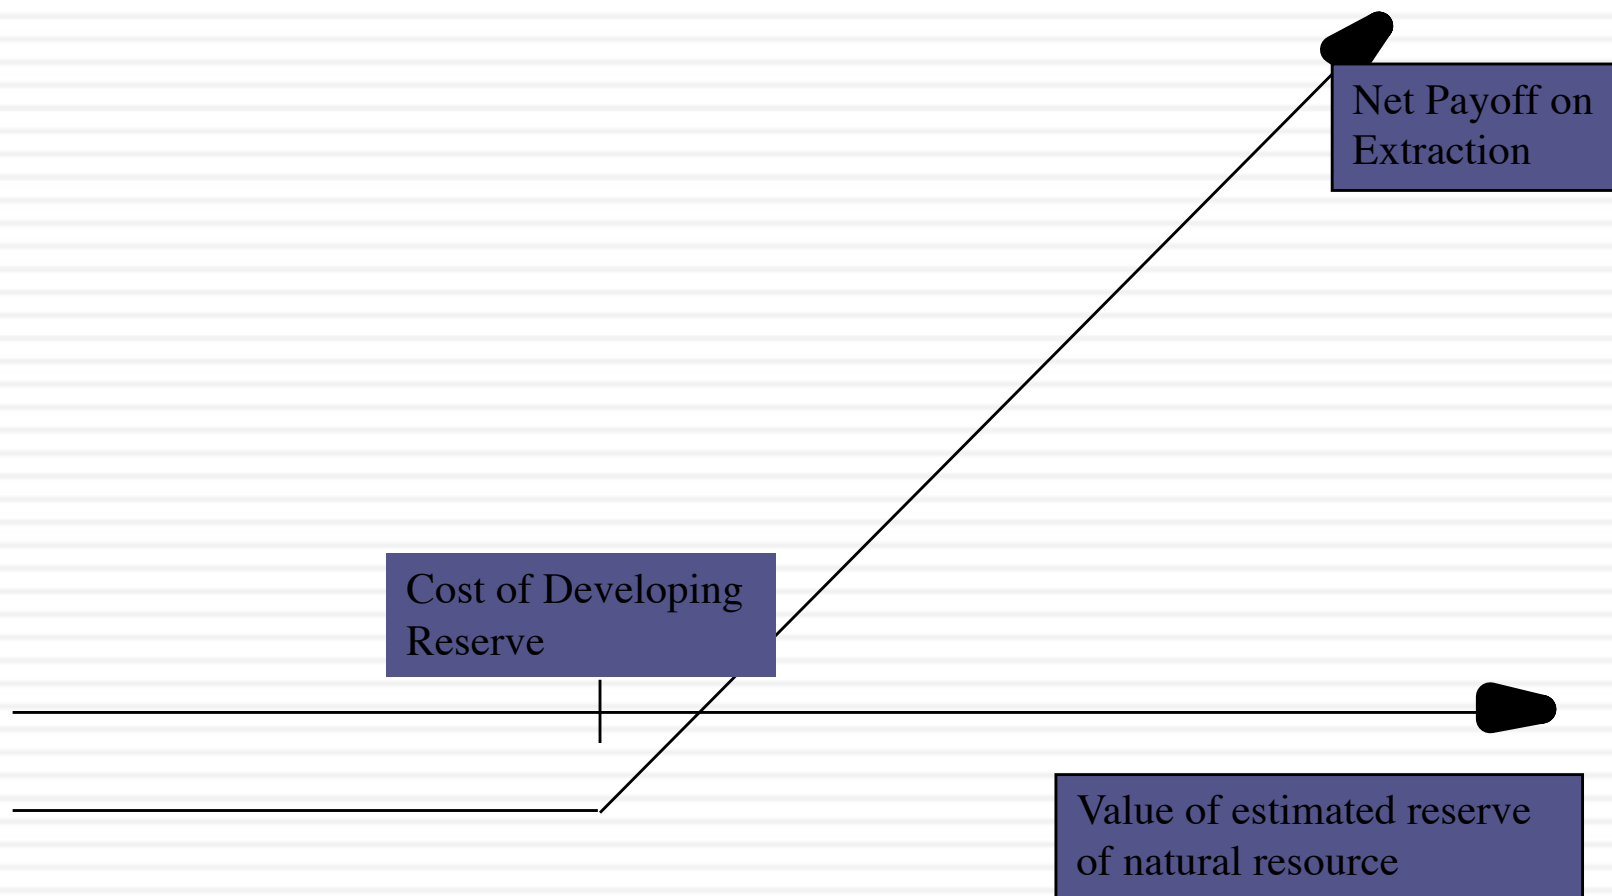 Net Payoff on
Extraction
Cost of Developing
Reserve
Value of estimated reserve
of natural resource